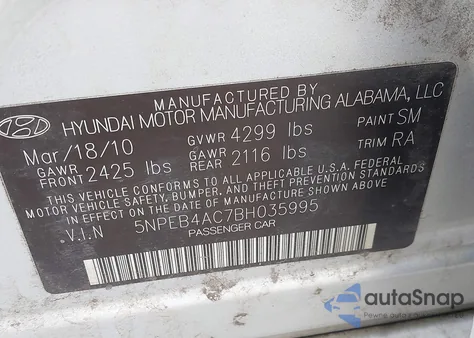 MANUFACTURED BY
HYUNDAI MOTOR MANUFACTURING ALABAMA, LLC
Mar/18/10 GVWR 4299 lbs PAINT SM
GAWR FRONT 2425 lbs GAWR REAR 2116 lbs TRIM RA
THIS VEHICLE CONFORMS TO ALL APPLICABLE U.S.A. FEDERAL
MOTOR VEHICLE SAFETY, BUMPER, AND THEFT PREVENTION
STANDARDS IN EFFECT ON THE DATE OF MANUFACTURE SHOWN ABOVE.
V.I.N 5NPEB4AC7BH035995
PASSENGER CAR
autoSnap
Pewne auto